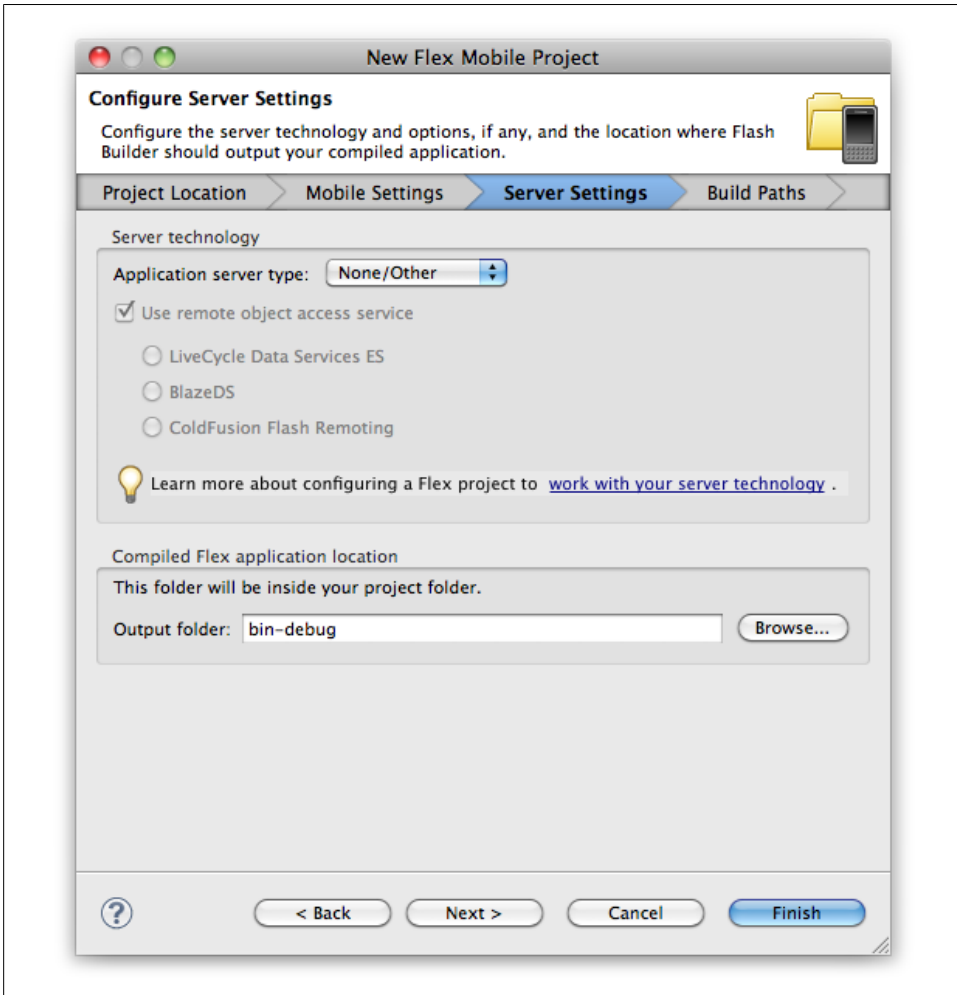 New Flex Mobile Project
Configure Server Settings
Configure the server technology and options, if any, and the location where Flash
Builder should output your compiled application.
Project Location
Mobile Settings
Server Settings
Build Paths
Server technology
Application server type: None/Other
Use remote object access service
LiveCycle Data Services ES
BlazeDS
ColdFusion Flash Remoting
Learn more about configuring a Flex project to work with your server technology .
Compiled Flex application location
This folder will be inside your project folder.
Output folder: bin-debug Browse...
? < Back Next > Cancel Finish